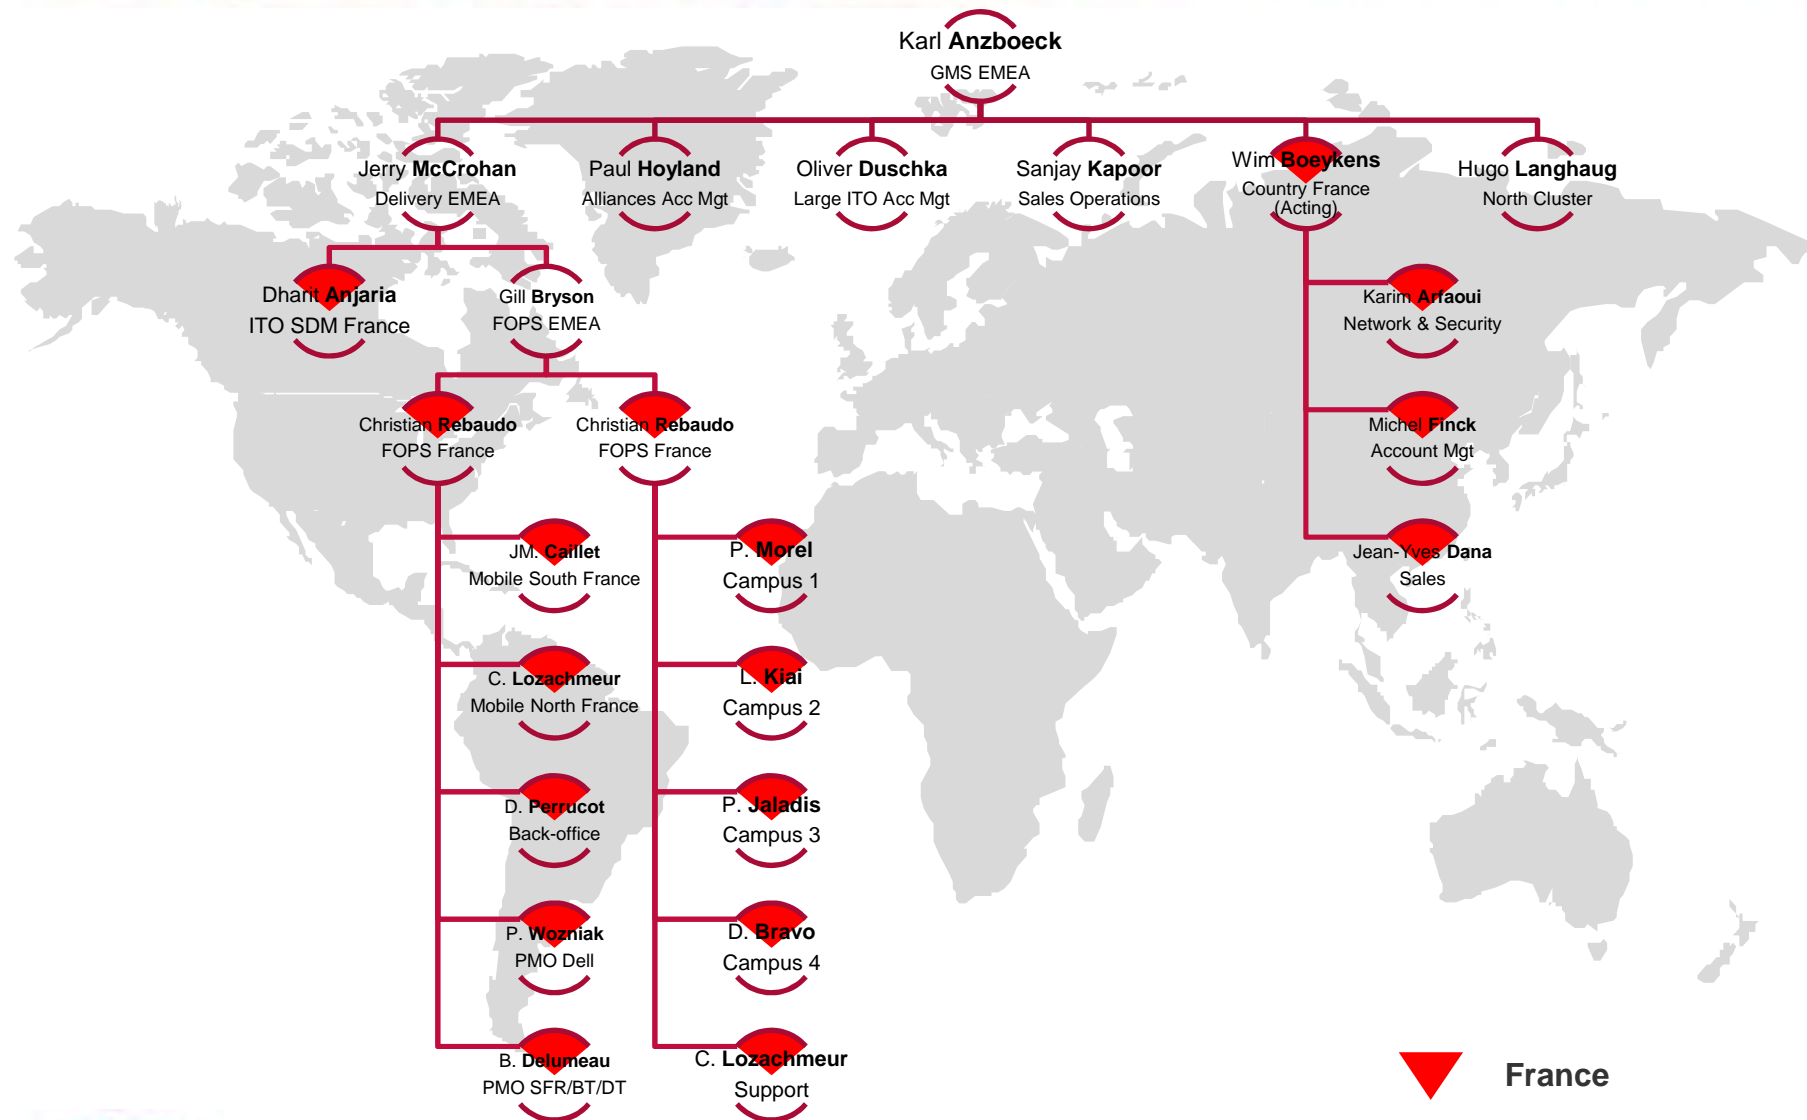 Karl Anzboeck
GMS EMEA
Jerry McCrohan
Delivery EMEA
Paul Hoyland
Alliances Acc Mgt
Oliver Duschka
Large ITO Acc Mgt
Sanjay Kapoor
Sales Operations
Wim Boeykens
Country France
(Acting)
Hugo Langhaug
North Cluster
Dharit Anjaria
ITO SDM France
Gill Bryson
FOPS EMEA
Karim Arfaoui
Network & Security
Christian Rebaudo
FOPS France
Christian Rebaudo
FOPS France
Michel Finck
Account Mgt
JM. Caillet
Mobile South France
P. Morel
Campus 1
Jean-Yves Dana
Sales
C. Lozachmeur
Mobile North France
L. Kiai
Campus 2
D. Perrucot
Back-office
P. Jaladis
Campus 3
P. Wozniak
PMO Dell
D. Bravo
Campus 4
B. Delumeau
PMO SFR/BT/DT
C. Lozachmeur
Support
France